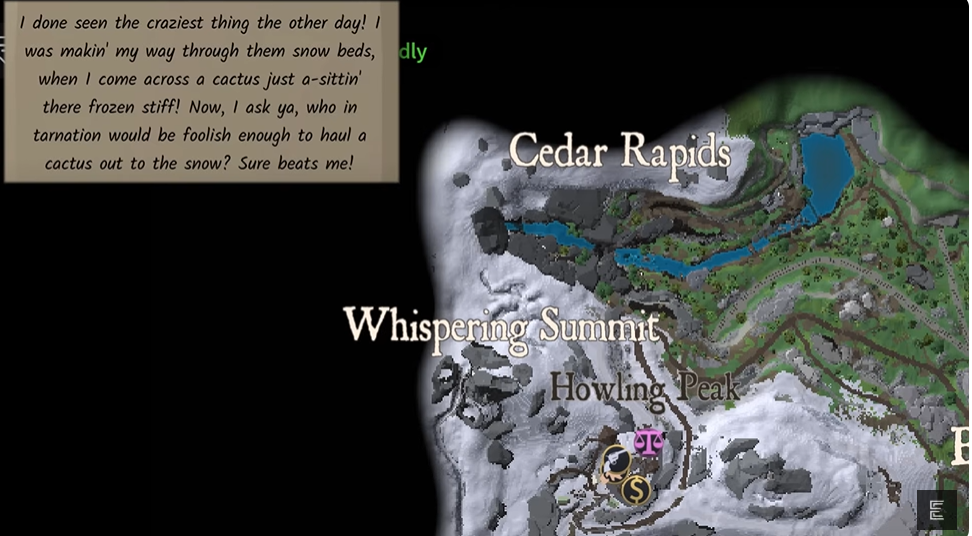 I done seen the craziest thing the other day! I
was makin' my way through them snow beds,
when I come across a cactus just a-sittin'
there frozen stiff! Now, I ask ya, who in
tarnation would be foolish enough to haul a
cactus out to the snow? Sure beats me!
dly
Cedar Rapids
Whispering Summit
Howling Peak
$
E